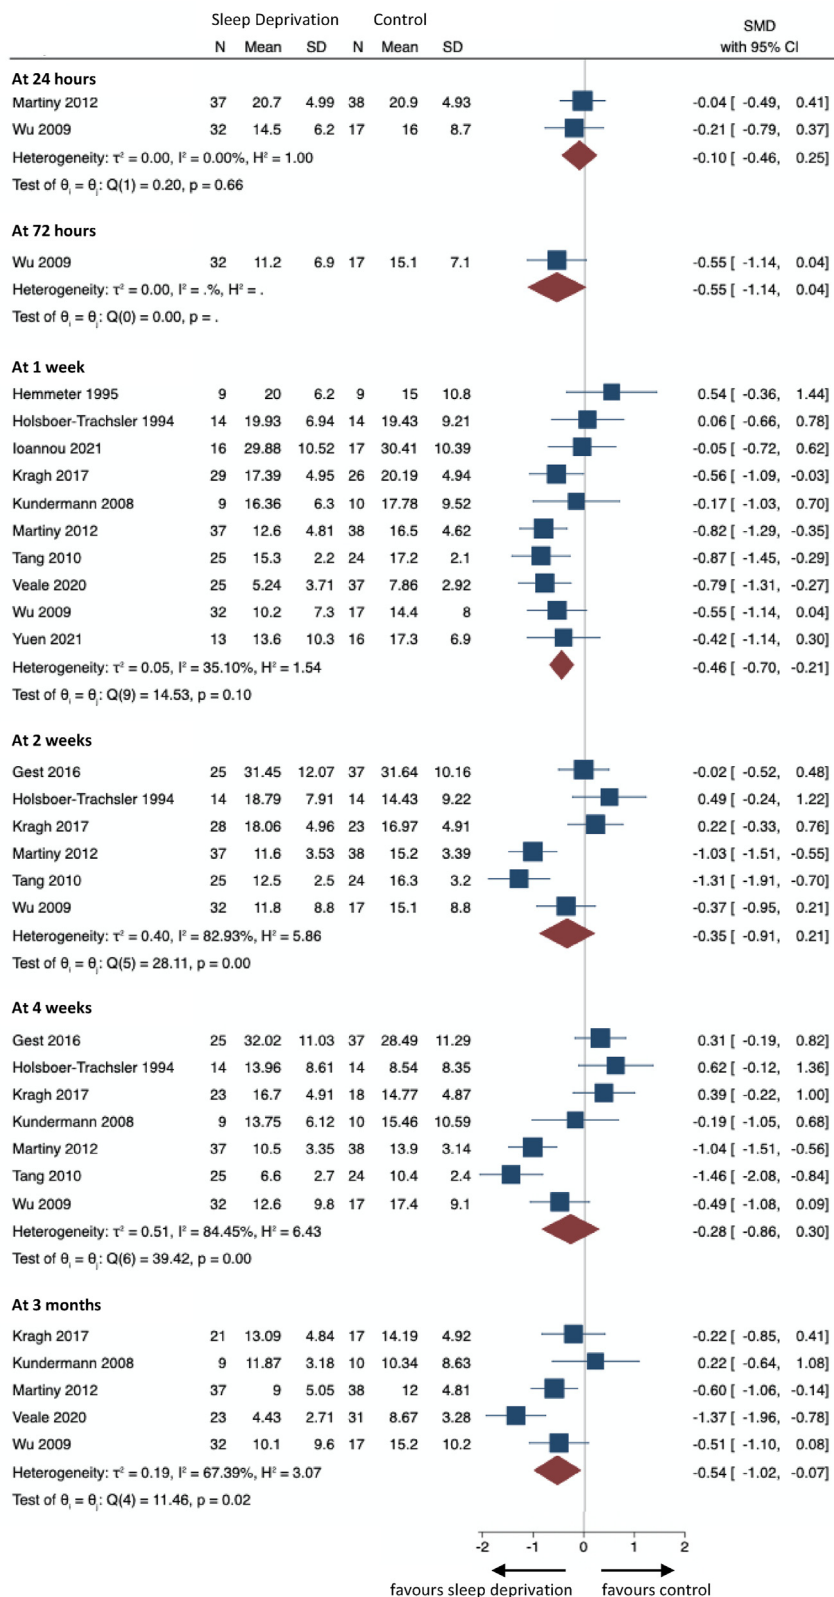 Sleep Deprivation Control SMD
N Mean SD N Mean SD with 95% CI
At 24 hours
Martiny 2012 37 20.7 4.99 38 20.9 4.93 -0.04 [ -0.49, 0.41]
Wu 2009 32 14.5 6.2 17 16 8.7 -0.21 [ -0.79, 0.37]
Heterogeneity: τ² = 0.00, I² = 0.00%, H² = 1.00 -0.10 [ -0.46, 0.25]
Test of θᵢ = θⱼ: Q(1) = 0.20, p = 0.66
At 72 hours
Wu 2009 32 11.2 6.9 17 15.1 7.1 -0.55 [ -1.14, 0.04]
Heterogeneity: τ² = 0.00, I² = .%, H² = . -0.55 [ -1.14, 0.04]
Test of θᵢ = θⱼ: Q(0) = 0.00, p = .
At 1 week
Hemmeter 1995 9 20 6.2 9 15 10.8 0.54 [ -0.36, 1.44]
Holsboer-Trachsler 1994 14 19.93 6.94 14 19.43 9.21 0.06 [ -0.66, 0.78]
Ioannou 2021 16 29.88 10.52 17 30.41 10.39 -0.05 [ -0.72, 0.62]
Kragh 2017 29 17.39 4.95 26 20.19 4.94 -0.56 [ -1.09, -0.03]
Kundermann 2008 9 16.36 6.3 10 17.78 9.52 -0.17 [ -1.03, 0.70]
Martiny 2012 37 12.6 4.81 38 16.5 4.62 -0.82 [ -1.29, -0.35]
Tang 2010 25 15.3 2.2 24 17.2 2.1 -0.87 [ -1.45, -0.29]
Veale 2020 25 5.24 3.71 37 7.86 2.92 -0.79 [ -1.31, -0.27]
Wu 2009 32 10.2 7.3 17 14.4 8 -0.55 [ -1.14, 0.04]
Yuen 2021 13 13.6 10.3 16 17.3 6.9 -0.42 [ -1.14, 0.30]
Heterogeneity: τ² = 0.05, I² = 35.10%, H² = 1.54 -0.46 [ -0.70, -0.21]
Test of θᵢ = θⱼ: Q(9) = 14.53, p = 0.10
At 2 weeks
Gest 2016 25 31.45 12.07 37 31.64 10.16 -0.02 [ -0.52, 0.48]
Holsboer-Trachsler 1994 14 18.79 7.91 14 14.43 9.22 0.49 [ -0.24, 1.22]
Kragh 2017 28 18.06 4.96 23 16.97 4.91 0.22 [ -0.33, 0.76]
Martiny 2012 37 11.6 3.53 38 15.2 3.39 -1.03 [ -1.51, -0.55]
Tang 2010 25 12.5 2.5 24 16.3 3.2 -1.31 [ -1.91, -0.70]
Wu 2009 32 11.8 8.8 17 15.1 8.8 -0.37 [ -0.95, 0.21]
Heterogeneity: τ² = 0.40, I² = 82.93%, H² = 5.86 -0.35 [ -0.91, 0.21]
Test of θᵢ = θⱼ: Q(5) = 28.11, p = 0.00
At 4 weeks
Gest 2016 25 32.02 11.03 37 28.49 11.29 0.31 [ -0.19, 0.82]
Holsboer-Trachsler 1994 14 13.96 8.61 14 8.54 8.35 0.62 [ -0.12, 1.36]
Kragh 2017 23 16.7 4.91 18 14.77 4.87 0.39 [ -0.22, 1.00]
Kundermann 2008 9 13.75 6.12 10 15.46 10.59 -0.19 [ -1.05, 0.68]
Martiny 2012 37 10.5 3.35 38 13.9 3.14 -1.04 [ -1.51, -0.56]
Tang 2010 25 6.6 2.7 24 10.4 2.4 -1.46 [ -2.08, -0.84]
Wu 2009 32 12.6 9.8 17 17.4 9.1 -0.49 [ -1.08, 0.09]
Heterogeneity: τ² = 0.51, I² = 84.45%, H² = 6.43 -0.28 [ -0.86, 0.30]
Test of θᵢ = θⱼ: Q(6) = 39.42, p = 0.00
At 3 months
Kragh 2017 21 13.09 4.84 17 14.19 4.92 -0.22 [ -0.85, 0.41]
Kundermann 2008 9 11.87 3.18 10 10.34 8.63 0.22 [ -0.64, 1.08]
Martiny 2012 37 9 5.05 38 12 4.81 -0.60 [ -1.06, -0.14]
Veale 2020 23 4.43 2.71 31 8.67 3.28 -1.37 [ -1.96, -0.78]
Wu 2009 32 10.1 9.6 17 15.2 10.2 -0.51 [ -1.10, 0.08]
Heterogeneity: τ² = 0.19, I² = 67.39%, H² = 3.07 -0.54 [ -1.02, -0.07]
Test of θᵢ = θⱼ: Q(4) = 11.46, p = 0.02
-2 -1 0 1 2
favours sleep deprivation favours control